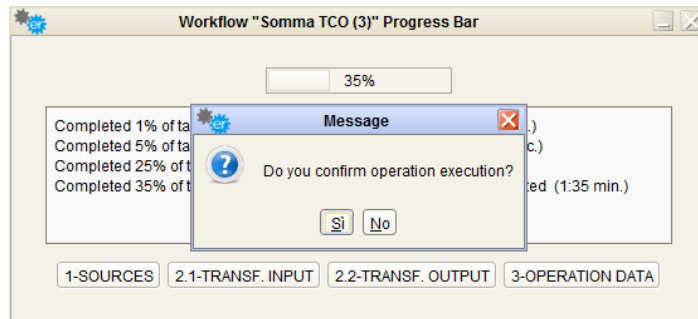 Workflow "Somma TCO (3)" Progress Bar
35%
Completed 1% of ta .)
Completed 5% of ta c.)
Completed 25% of t
Completed 35% of t ted (1:35 min.)
er
Message
Do you confirm operation execution?
Sì No
1-SOURCES 2.1-TRANSF. INPUT 2.2-TRANSF. OUTPUT 3-OPERATION DATA